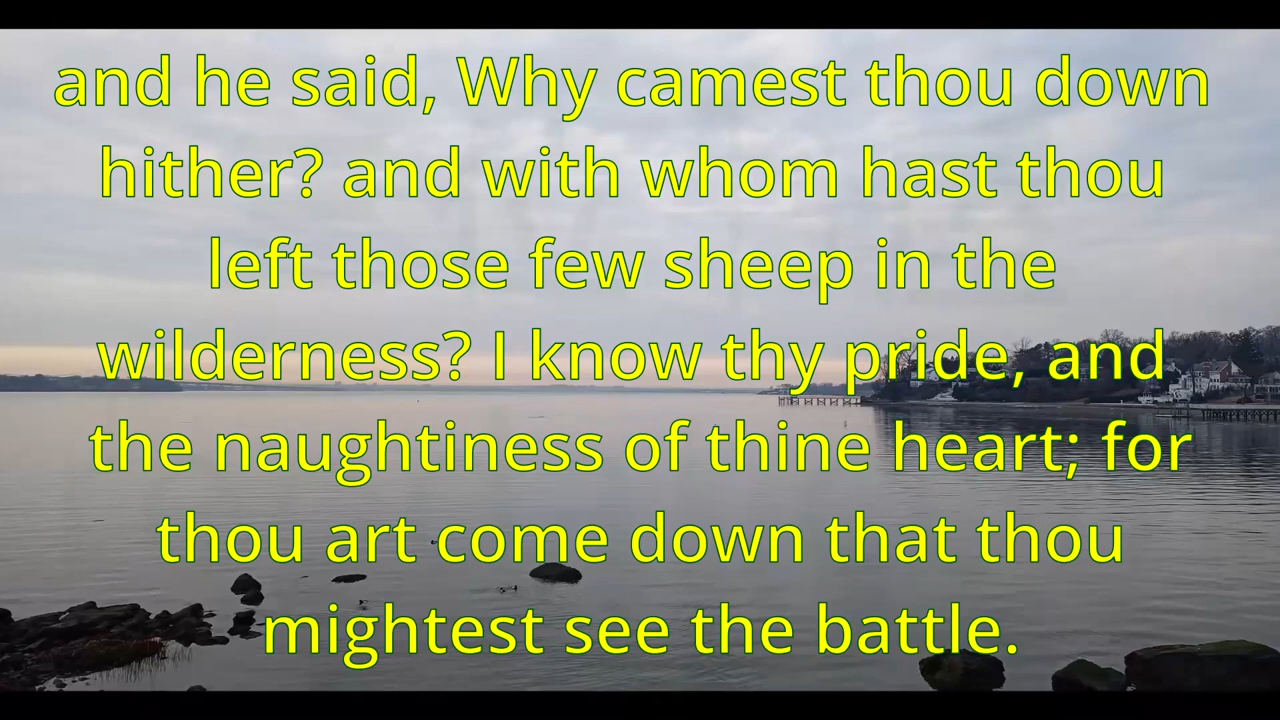 and he said, Why camest thou down
hither? and with whom hast thou
left those few sheep in the
wilderness? I know thy pride, and
the naughtiness of thine heart; for
thou art come down that thou
mightest see the battle.